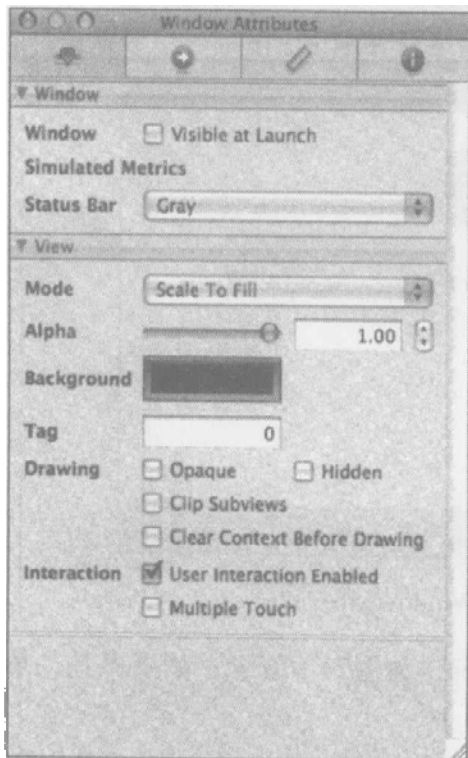 Window Attributes
Window
Window Visible at Launch
Simulated Metrics
Status Bar Gray
View
Mode Scale To Fill
Alpha 1.00
Background
Tag 0
Drawing Opaque Hidden
Clip Subviews
Clear Context Before Drawing
Interaction User Interaction Enabled
Multiple Touch